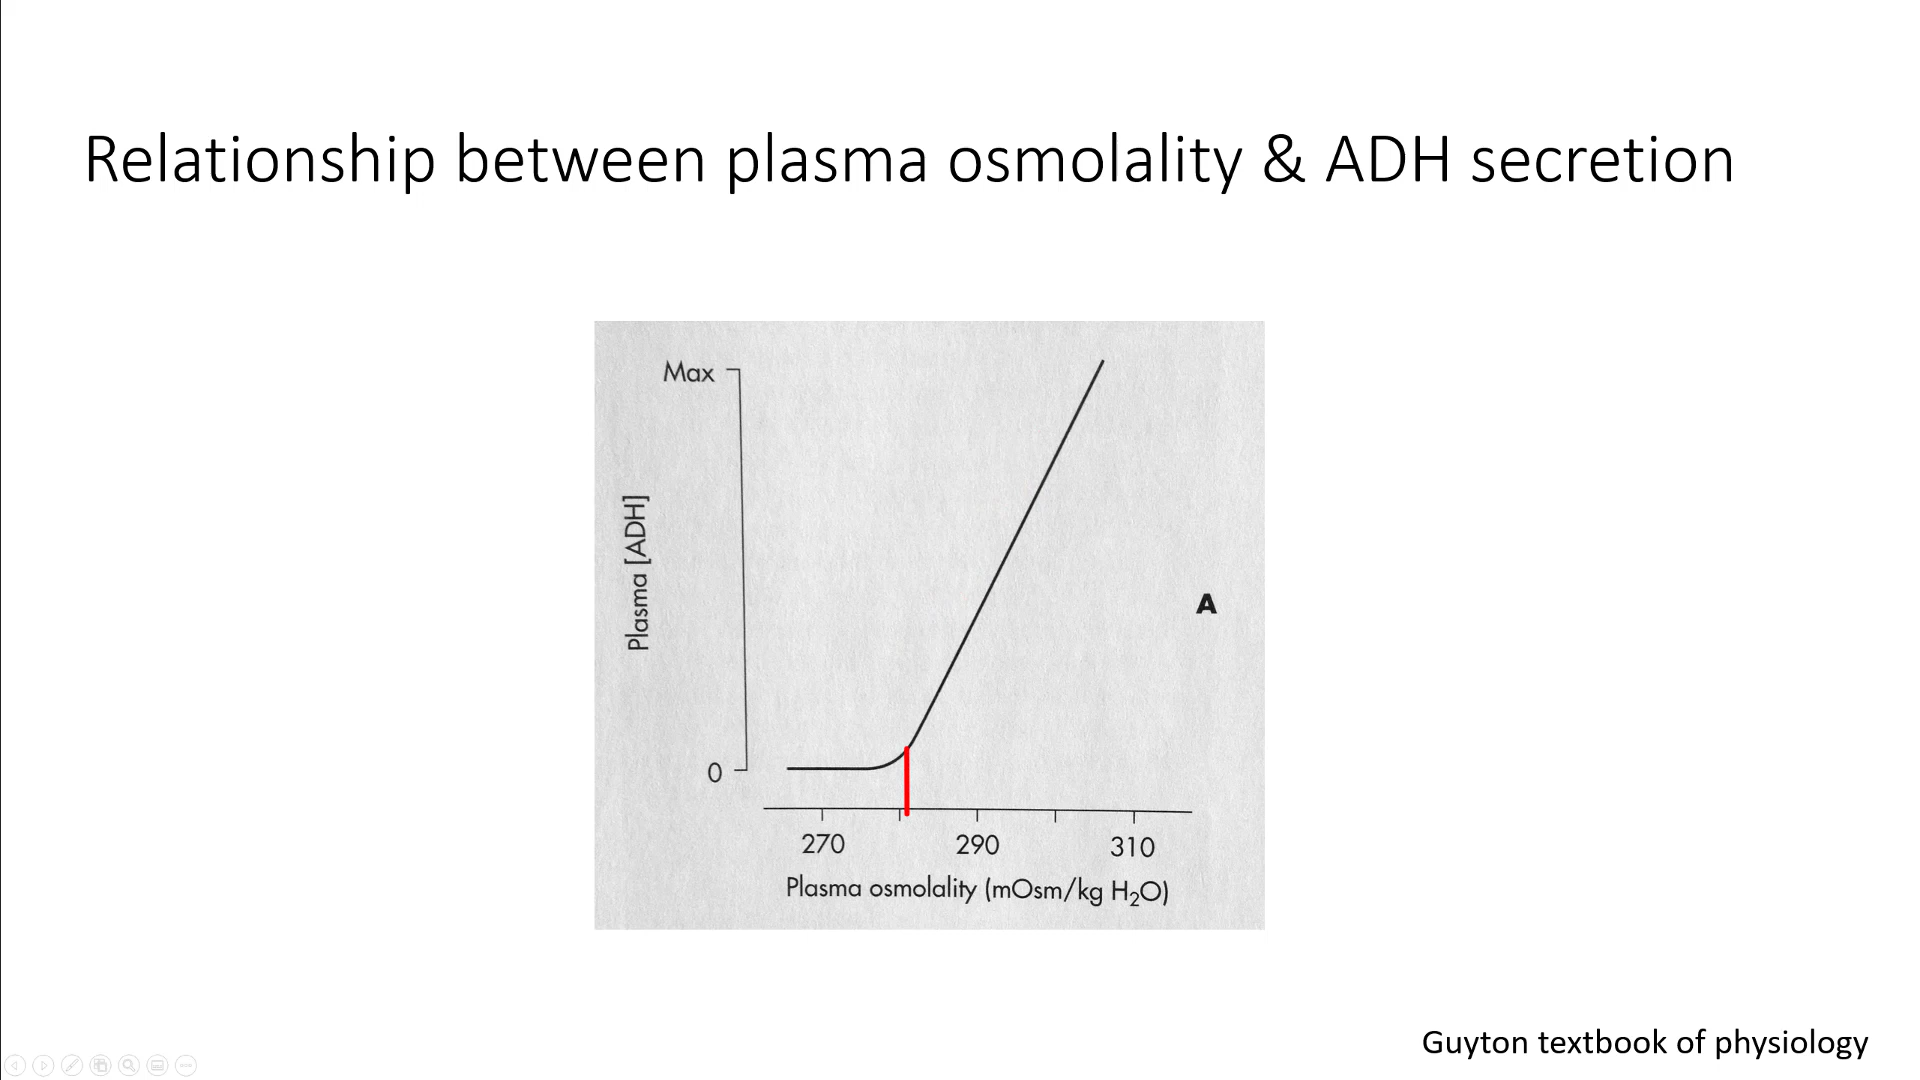 Relationship between plasma osmolality & ADH secretion
Max
Plasma [ADH]
A
0
270 290 310
Plasma osmolality (mOsm/kg H₂O)
Guyton textbook of physiology